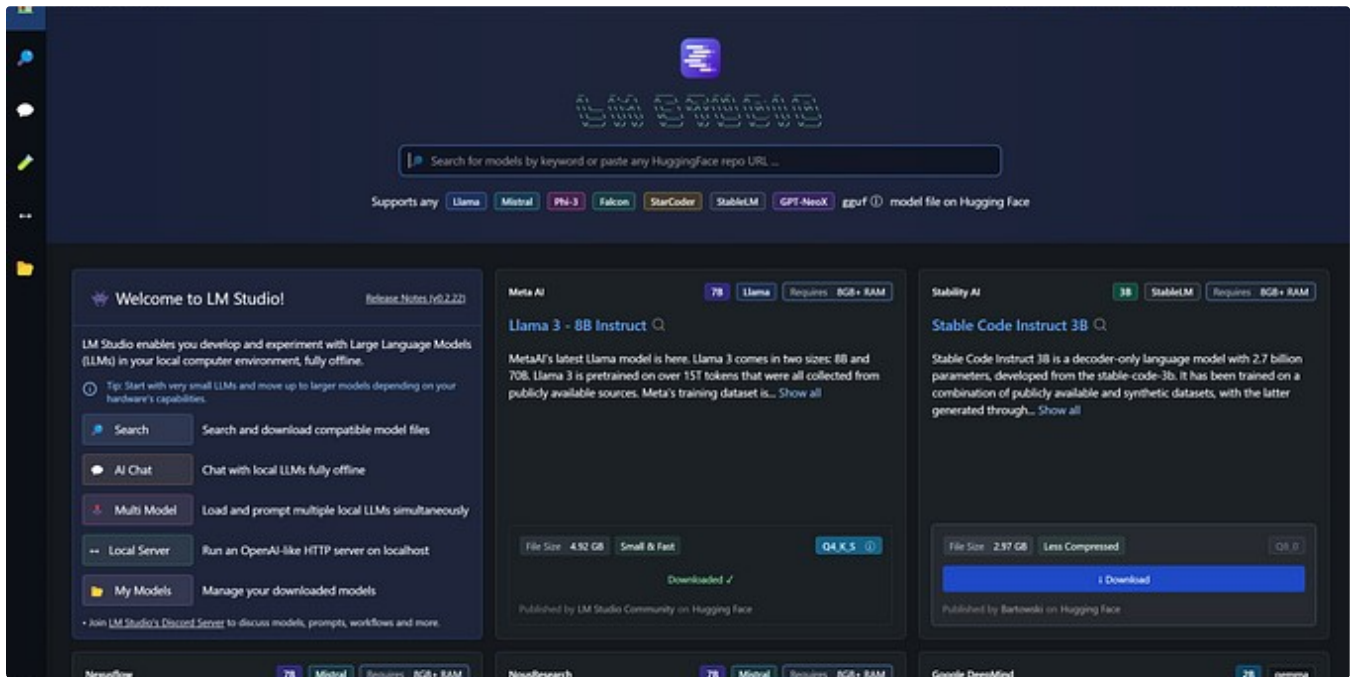 LM STUDIO
Search for models by keyword or paste any HuggingFace repo URL ...
Supports any Llama Mistral Phi-3 Falcon StarCoder StableLM GPT-NeoX gguf ⓘ model file on Hugging Face
Welcome to LM Studio! Release Notes (v0.2.22)
LM Studio enables you develop and experiment with Large Language Models
(LLMs) in your local computer environment, fully offline.
Tip: Start with very small LLMs and move up to larger models depending on your
hardware's capabilities.
Search Search and download compatible model files
AI Chat Chat with local LLMs fully offline
Multi Model Load and prompt multiple local LLMs simultaneously
Local Server Run an OpenAI-like HTTP server on localhost
My Models Manage your downloaded models
• Join LM Studio's Discord Server to discuss models, prompts, workflows and more.
Meta AI 7B Llama Requires 8GB+ RAM
Llama 3 - 8B Instruct
MetaAI's latest Llama model is here. Llama 3 comes in two sizes: 8B and
70B. Llama 3 is pretrained on over 15T tokens that were all collected from
publicly available sources. Meta's training dataset is... Show all
File Size 4.92 GB Small & Fast Q4_K_S ⓘ
Downloaded ✓
Published by LM Studio Community on Hugging Face
Stability AI 3B StableLM Requires 8GB+ RAM
Stable Code Instruct 3B
Stable Code Instruct 3B is a decoder-only language model with 2.7 billion
parameters, developed from the stable-code-3b. It has been trained on a
combination of publicly available and synthetic datasets, with the latter
generated through... Show all
File Size 2.97 GB Less Compressed Q8_0
Download
Published by Bartowski on Hugging Face
Nexusflow 7B Mistral Requires 8GB+ RAM
NousResearch 7B Mistral Requires 8GB+ RAM
Google DeepMind 2B gemma